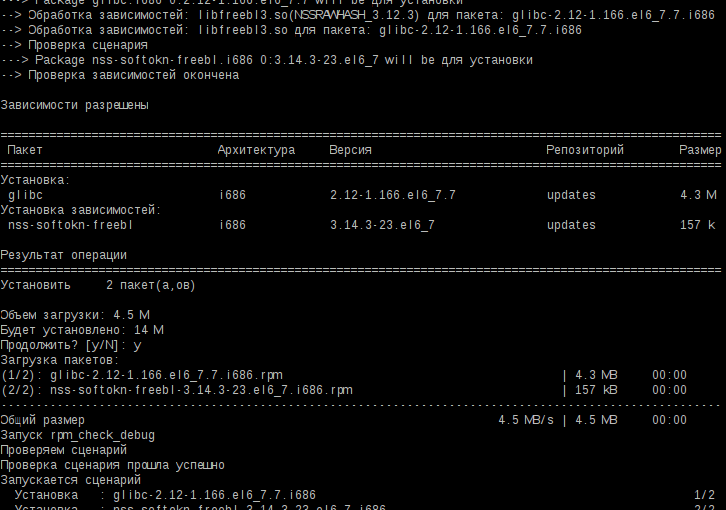 ---> Package glibc.i686 0:2.12-1.166.el6_7.7 will be для установки
--> Обработка зависимостей: libfreebl3.so(NSSRAWHASH_3.12.3) для пакета: glibc-2.12-1.166.el6_7.7.i686
--> Обработка зависимостей: libfreebl3.so для пакета: glibc-2.12-1.166.el6_7.7.i686
--> Проверка сценария
---> Package nss-softokn-freebl.i686 0:3.14.3-23.el6_7 will be для установки
--> Проверка зависимостей окончена
Зависимости разрешены
================================================================================
Пакет Архитектура Версия Репозиторий Размер
================================================================================
Установка:
glibc i686 2.12-1.166.el6_7.7 updates 4.3 M
Установка зависимостей:
nss-softokn-freebl i686 3.14.3-23.el6_7 updates 157 k
Результат операции
================================================================================
Установить 2 пакет(а,ов)
Объем загрузки: 4.5 M
Будет установлено: 14 M
Продолжить? [y/N]: y
Загрузка пакетов:
(1/2): glibc-2.12-1.166.el6_7.7.i686.rpm | 4.3 MB 00:00
(2/2): nss-softokn-freebl-3.14.3-23.el6_7.i686.rpm | 157 kB 00:00
--------------------------------------------------------------------------------
Общий размер 4.5 MB/s | 4.5 MB 00:00
Запуск rpm_check_debug
Проверяем сценарий
Проверка сценария прошла успешно
Запускается сценарий
Установка : glibc-2.12-1.166.el6_7.7.i686 1/2
Установка : nss-softokn-freebl-3.14.3-23.el6_7.i686 2/2